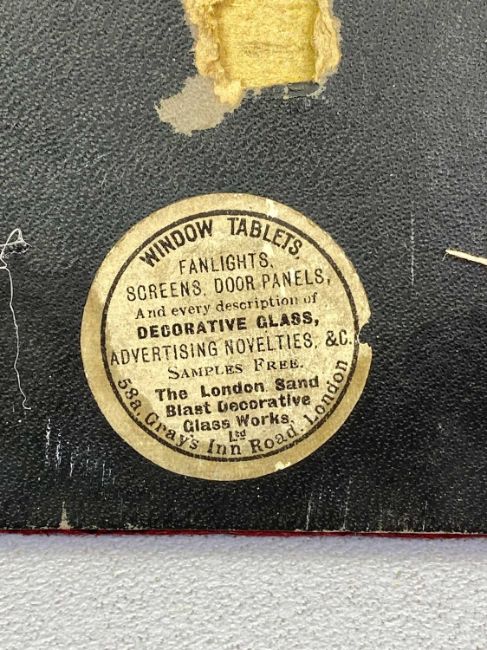 WINDOW TABLETS,
FANLIGHTS,
SCREENS, DOOR PANELS,
And every description of
DECORATIVE GLASS,
ADVERTISING NOVELTIES, &C.
SAMPLES FREE.
The London Sand
Blast Decorative
Glass Works,
Ltd
58a, Gray's Inn Road, London